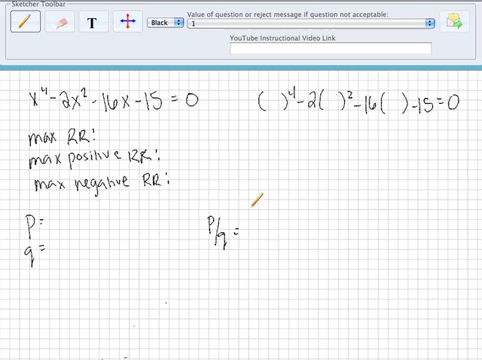 Sketcher Toolbar
T
Black
Value of question or reject message if question not acceptable:
1
YouTube Instructional Video Link
x⁴ - 2x² - 16x - 15 = 0
( )⁴ - 2( )² - 16( ) - 15 = 0
max RR:
max positive RR:
max negative RR:
P =
q =
P/q =